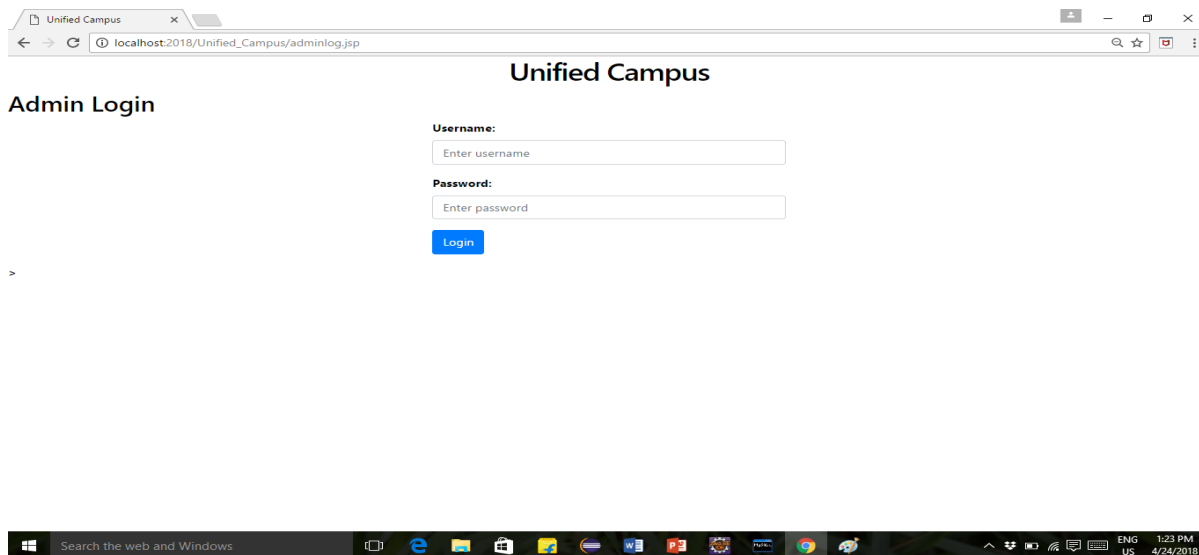 Unified Campus
localhost:2018/Unified_Campus/adminlog.jsp
Unified Campus
Admin Login
Username:
Enter username
Password:
Enter password
Login
>
Search the web and Windows
ENG 1:23 PM
US 4/24/2018